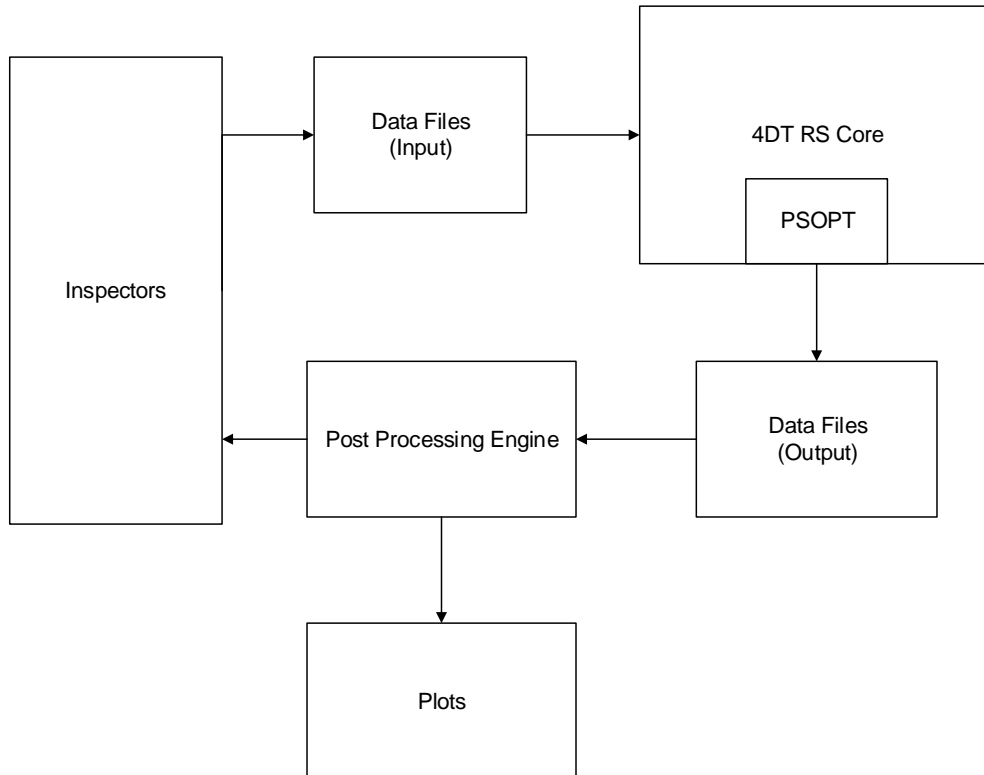 Data Files
(Input)
4DT RS Core
PSOPT
Inspectors
Post Processing Engine
Data Files
(Output)
Plots